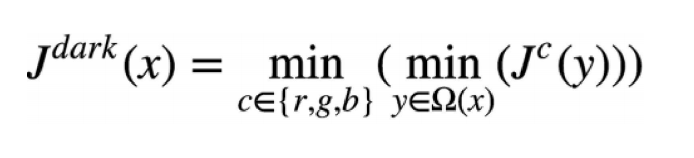 J^{dark}(x) = \min_{c∈{r,g,b}} ( \min_{y∈Ω(x)} (J^c(y)))